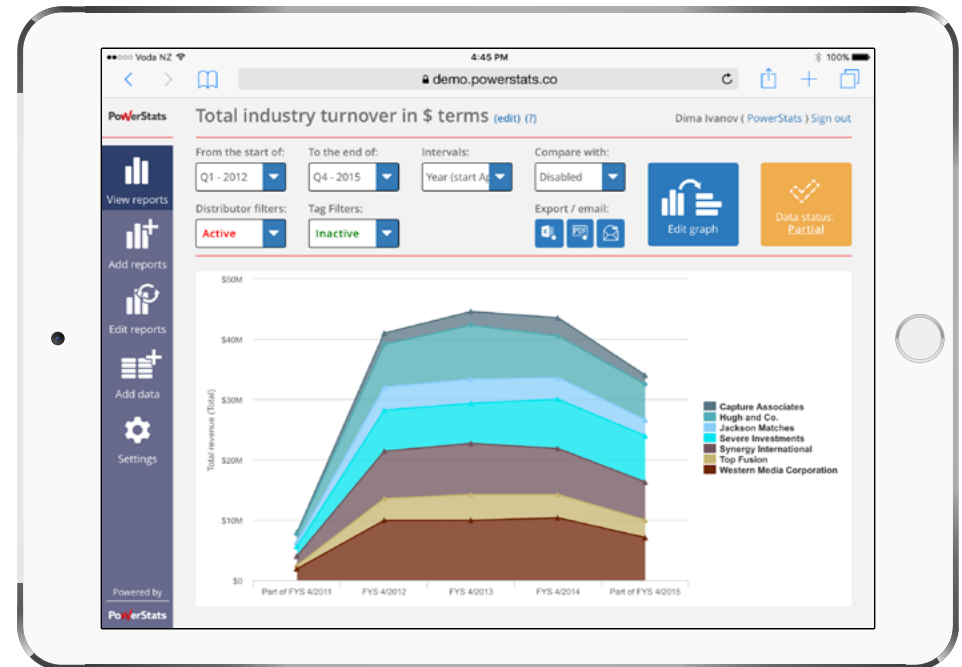 Voda NZ
4:45 PM
100%
demo.powerstats.co
PowerStats
Total industry turnover in $ terms (edit) (?)
Dima Ivanov ( PowerStats ) Sign out
View reports
Add reports
Edit reports
Add data
Settings
Powered by
PowerStats
From the start of:
To the end of:
Intervals:
Compare with:
Q1 - 2012
Q4 - 2015
Year (start Ap
Disabled
Distributor filters:
Tag Filters:
Export / email:
Active
Inactive
PDF
Edit graph
Data status:
Partial
$50M
$40M
$30M
$20M
$10M
$0
Total revenue (Total)
Part of FYS 4/2011
FYS 4/2012
FYS 4/2013
FYS 4/2014
Part of FYS 4/2015
Capture Associates
Hugh and Co.
Jackson Matches
Severe Investments
Synergy International
Top Fusion
Western Media Corporation